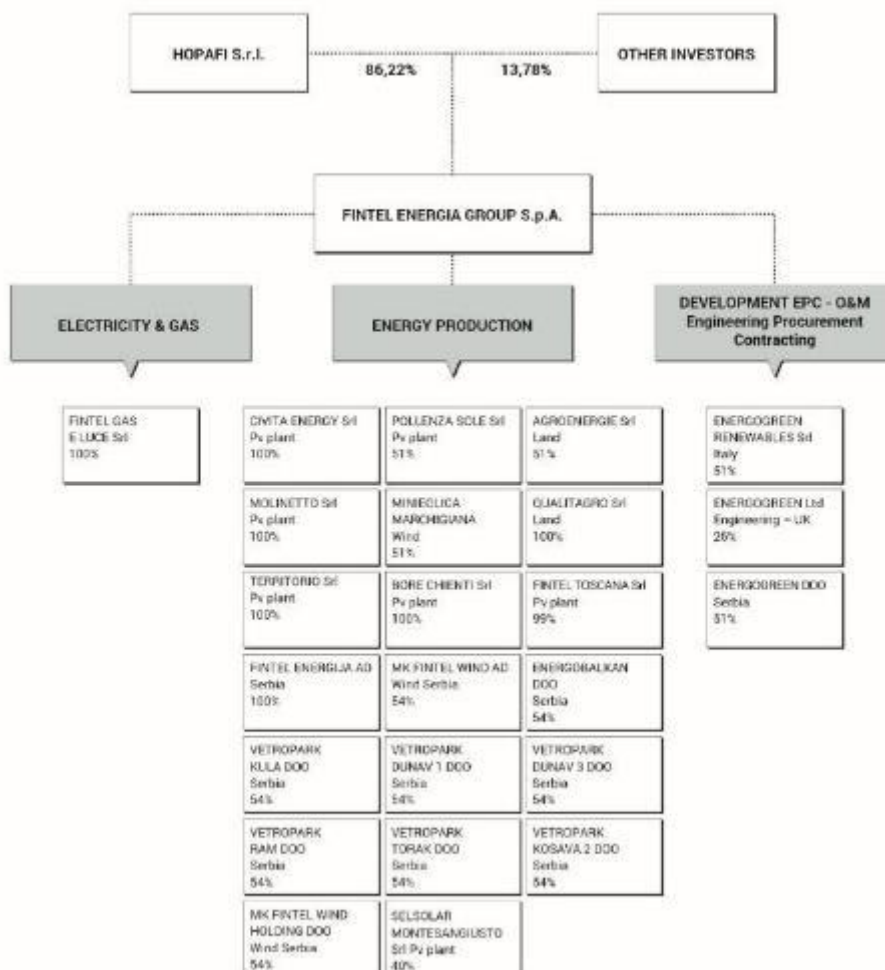 HOPAFI S.r.l.
OTHER INVESTORS
86,22%
13,78%
FINTEL ENERGIA GROUP S.p.A.
ELECTRICITY & GAS
ENERGY PRODUCTION
DEVELOPMENT EPC - O&M
Engineering Procurement
Contracting
FINTEL GAS
E LUCE Srl
100%
CIVITA ENERGY Srl
Pv plant
100%
POLLENZA SOLE Srl
Pv plant
51%
AGROENERGIE Srl
Land
51%
ENERGOGREEN
RENEWABLES Srl
Italy
51%
MOLINETTO Srl
Pv plant
100%
MINIEOLICA
MARCHIGIANA
Wind
51%
QUALITAGRO Srl
Land
100%
ENERGOGREEN Ltd
Engineering – UK
26%
TERRITORIO Srl
Pv plant
100%
BORE CHIENTI Srl
Pv plant
100%
FINTEL TOSCANA Srl
Pv plant
99%
ENERGOGREEN DOO
Serbia
51%
FINTEL ENERGIJA AD
Serbia
100%
MK FINTEL WIND AD
Wind Serbia
54%
ENERGOBALKAN
DOO
Serbia
54%
VETROPARK
KULA DOO
Serbia
54%
VETROPARK
DUNAV 1 DOO
Serbia
54%
VETROPARK
DUNAV 3 DOO
Serbia
54%
VETROPARK
RAM DOO
Serbia
54%
VETROPARK
TORAK DOO
Serbia
54%
VETROPARK
KOSAVA 2 DOO
Serbia
54%
MK FINTEL WIND
HOLDING DOO
Wind Serbia
54%
SELSOLAR
MONTESANGIUSTO
Srl Pv plant
40%